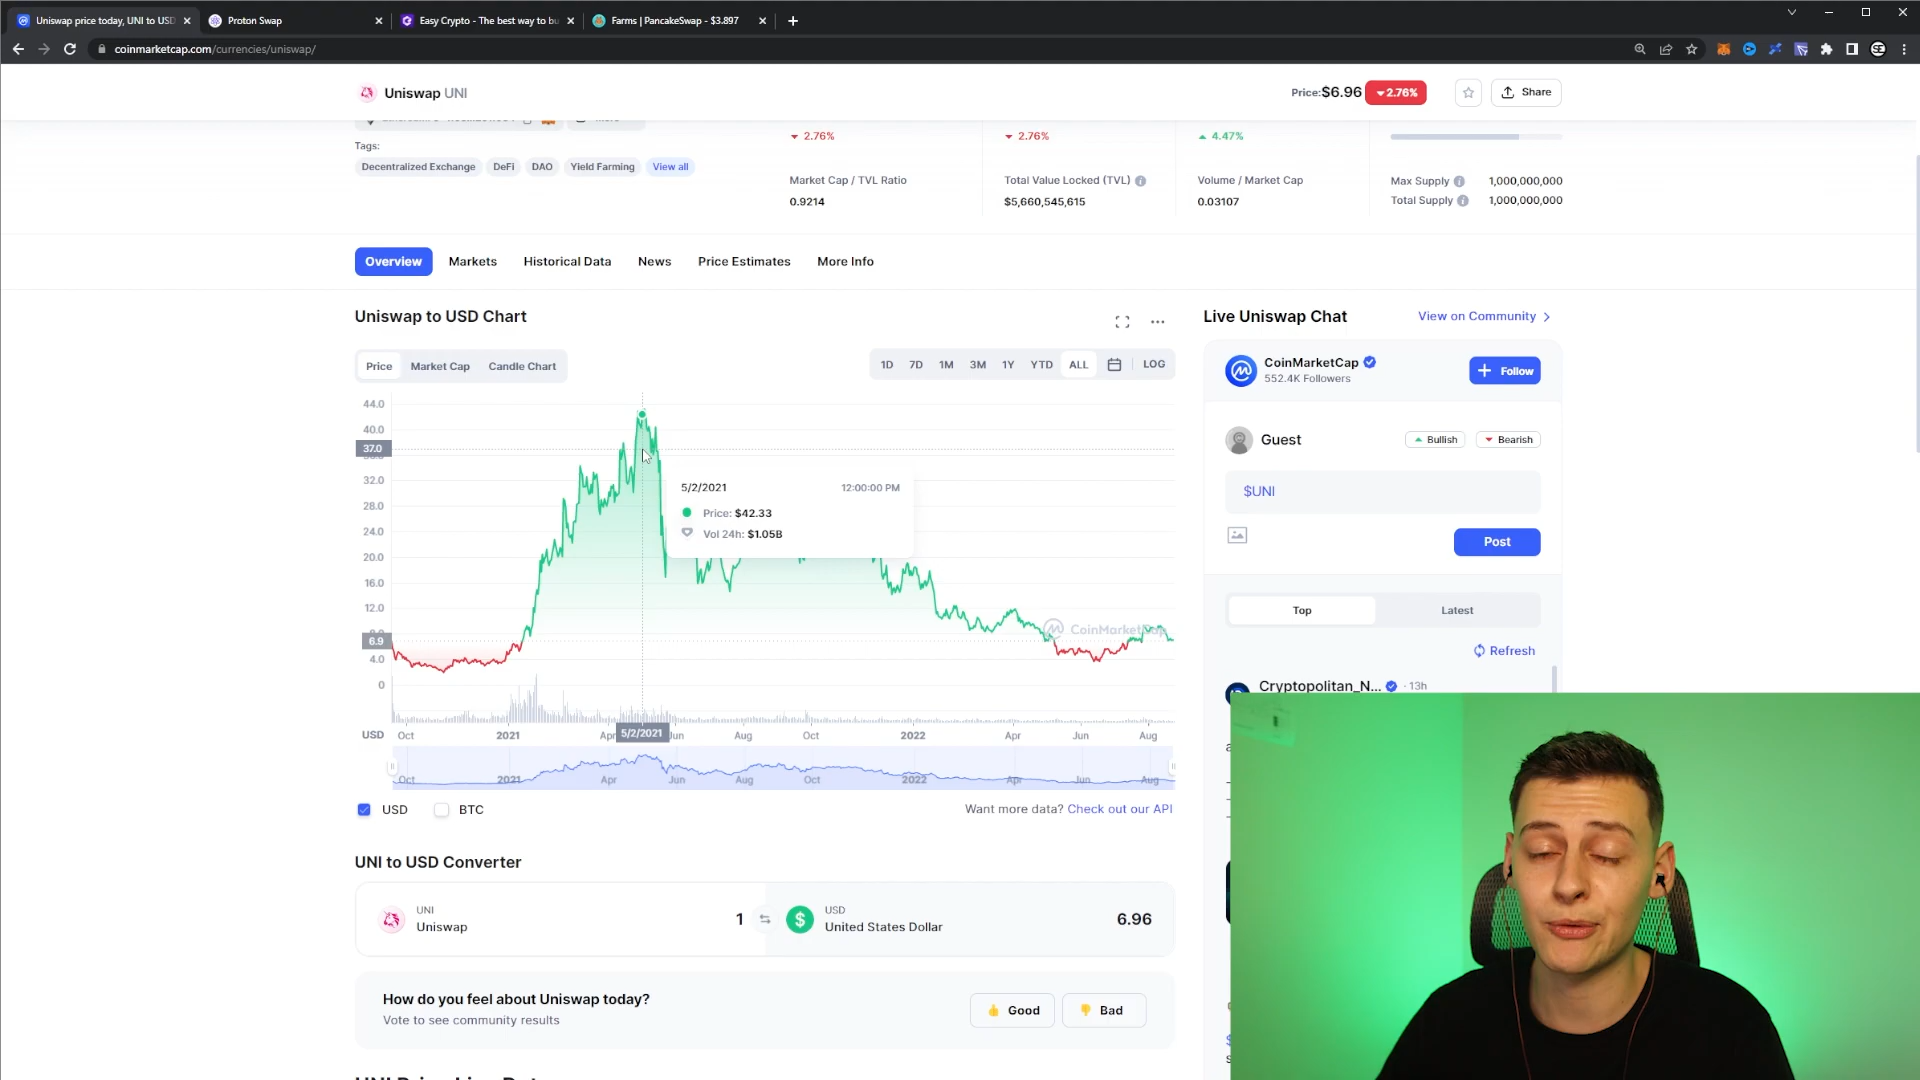 Uniswap price today, UNI to USD
Proton Swap
Easy Crypto - The best way to bu
Farms | PancakeSwap - $3.897
coinmarketcap.com/currencies/uniswap/
Uniswap UNI
Price:$6.96
2.76%
Share
Tags:
Decentralized Exchange
DeFi
DAO
Yield Farming
View all
2.76%
2.76%
4.47%
Market Cap / TVL Ratio
0.9214
Total Value Locked (TVL)
$5,660,545,615
Volume / Market Cap
0.03107
Max Supply
1,000,000,000
Total Supply
1,000,000,000
Overview
Markets
Historical Data
News
Price Estimates
More Info
Uniswap to USD Chart
Price
Market Cap
Candle Chart
1D
7D
1M
3M
1Y
YTD
ALL
LOG
44.0
40.0
37.0
32.0
28.0
24.0
20.0
16.0
12.0
6.9
4.0
0
5/2/2021
12:00:00 PM
Price: $42.33
Vol 24h: $1.05B
CoinMarketCap
USD
Oct
2021
Apr
5/2/2021
Jun
Aug
Oct
2022
Apr
Jun
Aug
Oct
2021
Apr
Jun
Aug
Oct
2022
Apr
Jun
Aug
USD
BTC
Want more data? Check out our API
UNI to USD Converter
UNI
Uniswap
1
USD
United States Dollar
6.96
How do you feel about Uniswap today?
Vote to see community results
Good
Bad
Live Uniswap Chat
View on Community
CoinMarketCap
552.4K Followers
Follow
Guest
Bullish
Bearish
$UNI
Post
Top
Latest
Refresh
Cryptopolitan_N...
· 13h